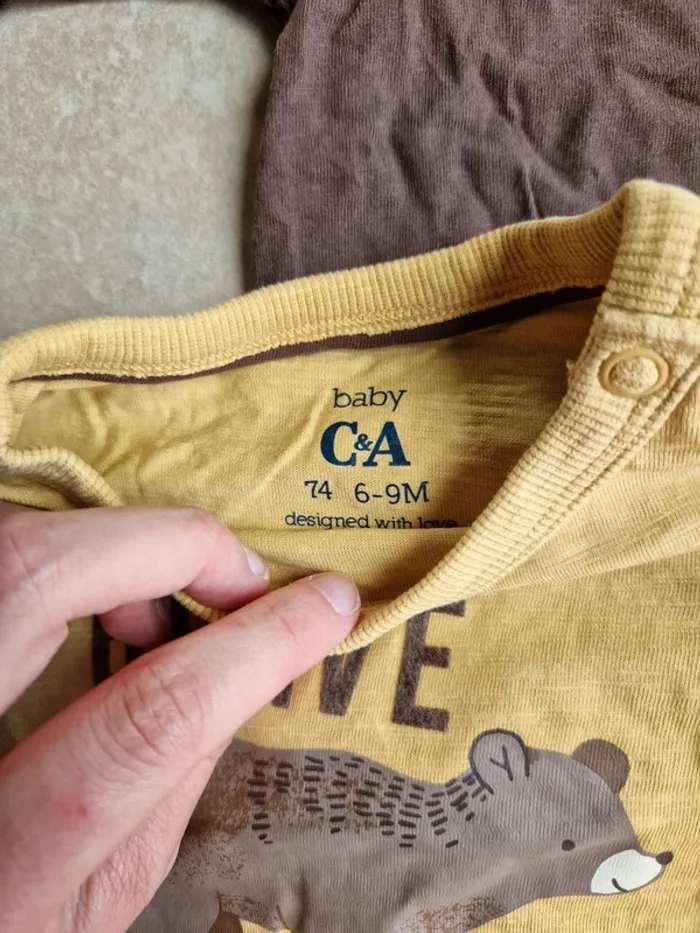 baby
C&A
74 6-9M
designed with love